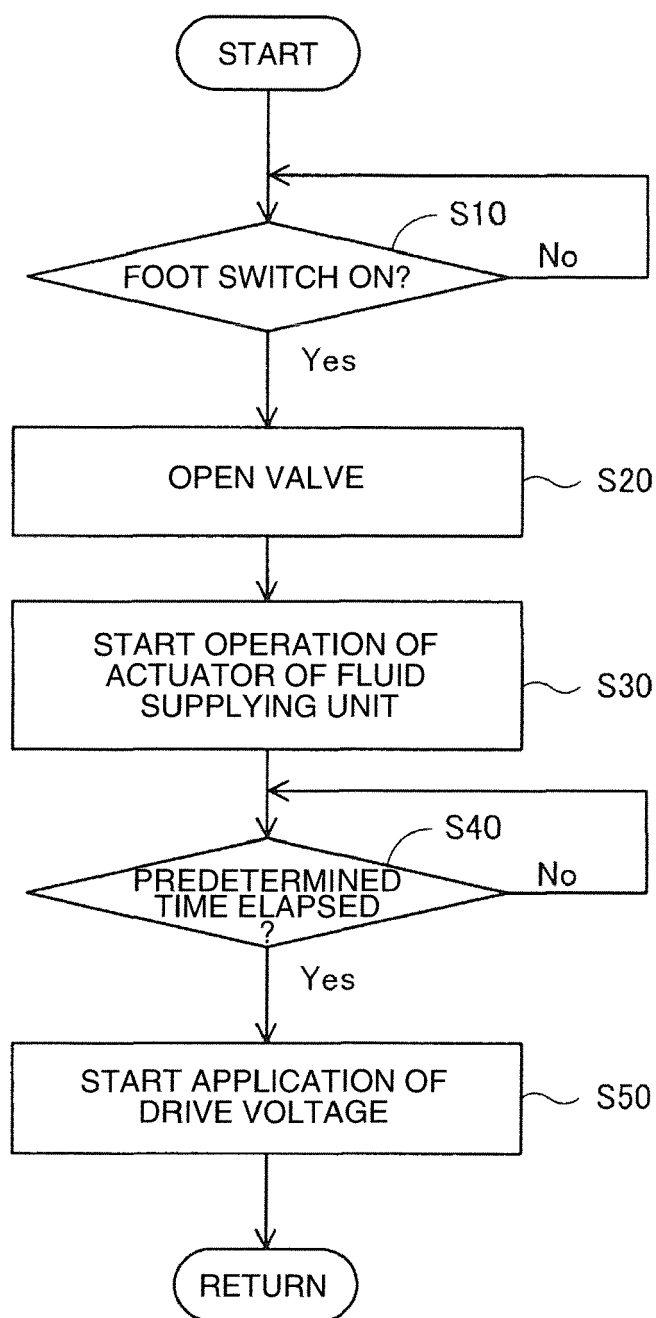 START
S10
FOOT SWITCH ON?
No
Yes
OPEN VALVE
S20
START OPERATION OF
ACTUATOR OF FLUID
SUPPLYING UNIT
S30
S40
PREDETERMINED
TIME ELAPSED
?
No
Yes
START APPLICATION OF
DRIVE VOLTAGE
S50
RETURN